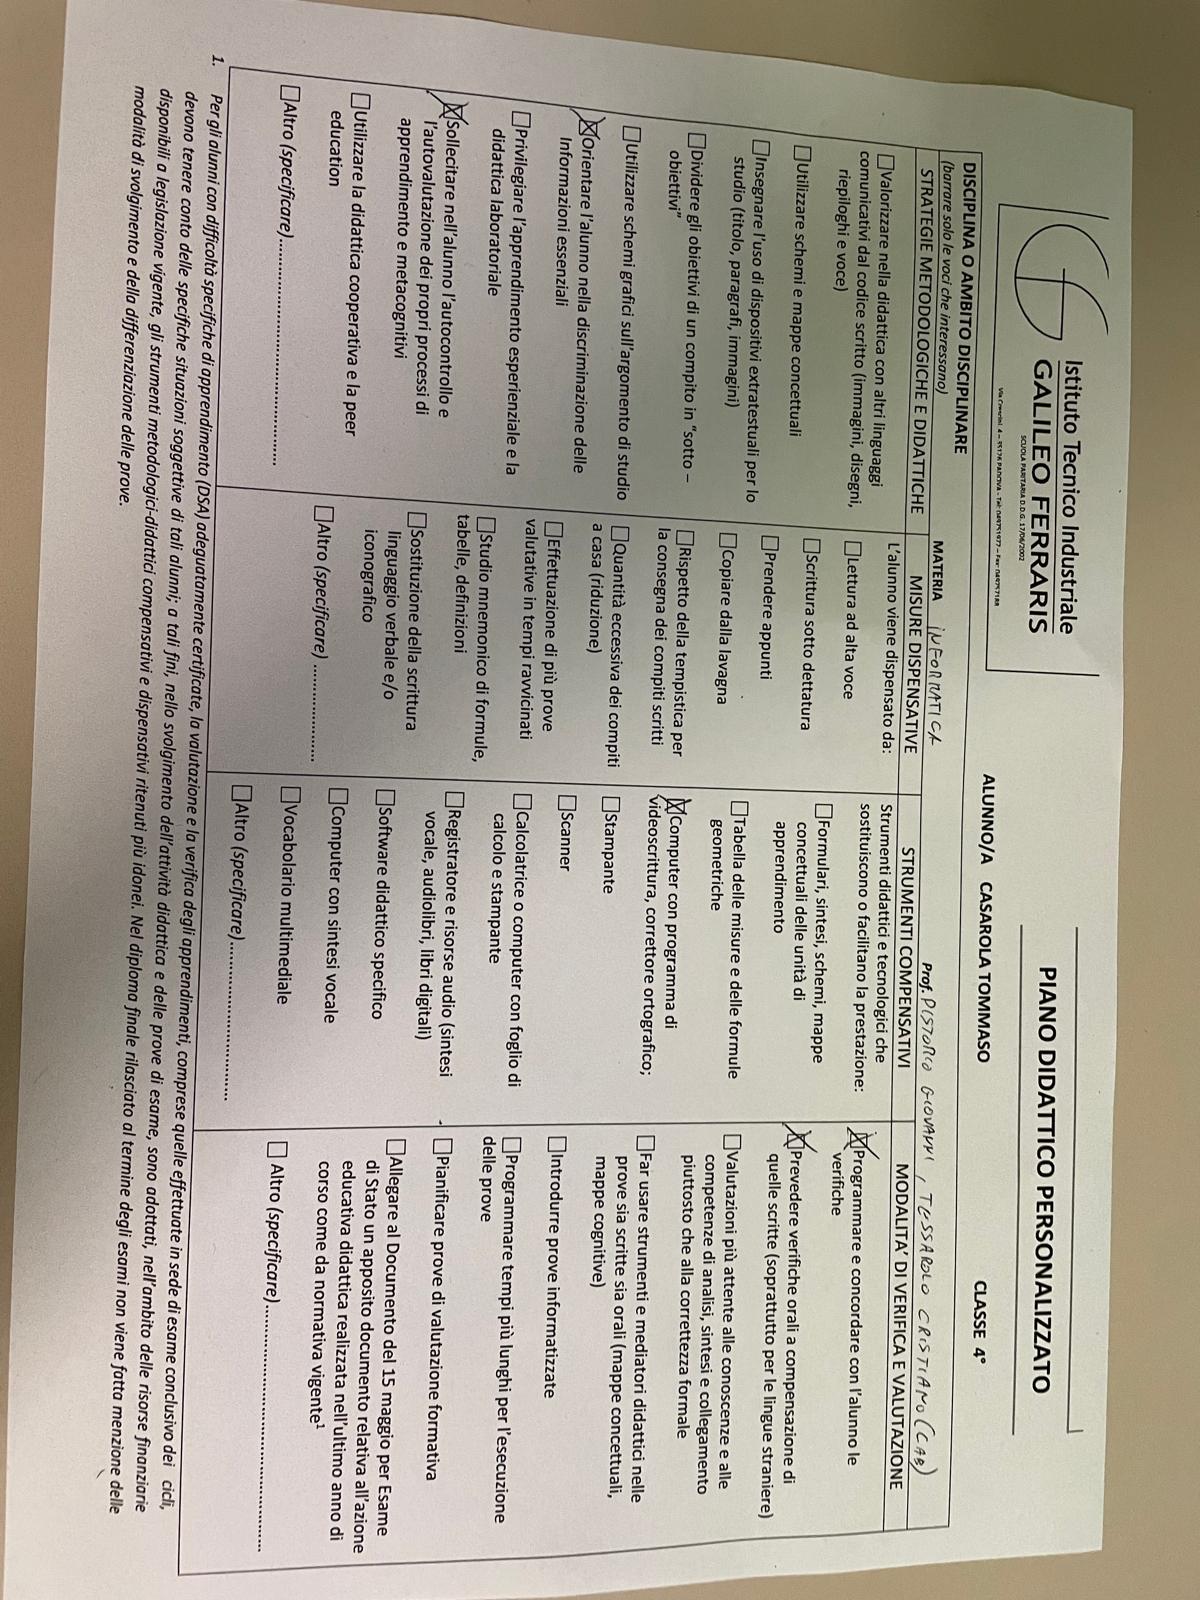 Istituto Tecnico Industriale
GALILEO FERRARIS
SCUOLA PARITARIA D.D.G. 17/06/2002
Via Crescini, 4 – 35126 PADOVA – Tel: 049751977 – Fax: 049757188
PIANO DIDATTICO PERSONALIZZATO
ALUNNO/A CASAROLA TOMMASO
CLASSE 4°
DISCIPLINA O AMBITO DISCIPLINARE
(barrare solo le voci che interessano)
MATERIA INFORMATICA
Prof. PISTORIO GIOVANNI, TESSAROLO CRISTIANO (LAB)
STRATEGIE METODOLOGICHE E DIDATTICHE
Valorizzare nella didattica con altri linguaggi
comunicativi dal codice scritto (immagini, disegni,
riepiloghi e voce)
Utilizzare schemi e mappe concettuali
Insegnare l'uso di dispositivi extratestuali per lo
studio (titolo, paragrafi, immagini)
Dividere gli obiettivi di un compito in "sotto –
obiettivi"
Utilizzare schemi grafici sull'argomento di studio
Orientare l'alunno nella discriminazione delle
Informazioni essenziali
Privilegiare l'apprendimento esperienziale e la
didattica laboratoriale
Sollecitare nell'alunno l'autocontrollo e
l'autovalutazione dei propri processi di
apprendimento e metacognitivi
Utilizzare la didattica cooperativa e la peer
education
Altro (specificare)..............................................
MISURE DISPENSATIVE
L'alunno viene dispensato da:
Lettura ad alta voce
Scrittura sotto dettatura
Prendere appunti
Copiare dalla lavagna
Rispetto della tempistica per
la consegna dei compiti scritti
Quantità eccessiva dei compiti
a casa (riduzione)
Effettuazione di più prove
valutative in tempi ravvicinati
Studio mnemonico di formule,
tabelle, definizioni
Sostituzione della scrittura
linguaggio verbale e/o
iconografico
Altro (specificare) ....................
STRUMENTI COMPENSATIVI
Strumenti didattici e tecnologici che
sostituiscono o facilitano la prestazione:
Formulari, sintesi, schemi, mappe
concettuali delle unità di
apprendimento
Tabella delle misure e delle formule
geometriche
Computer con programma di
videoscrittura, correttore ortografico;
Stampante
Scanner
Calcolatrice o computer con foglio di
calcolo e stampante
Registratore e risorse audio (sintesi
vocale, audiolibri, libri digitali)
Software didattico specifico
Computer con sintesi vocale
Vocabolario multimediale
Altro (specificare)................................
MODALITA' DI VERIFICA E VALUTAZIONE
Programmare e concordare con l'alunno le
verifiche
Prevedere verifiche orali a compensazione di
quelle scritte (soprattutto per le lingue straniere)
Valutazioni più attente alle conoscenze e alle
competenze di analisi, sintesi e collegamento
piuttosto che alla correttezza formale
Far usare strumenti e mediatori didattici nelle
prove sia scritte sia orali (mappe concettuali,
mappe cognitive)
Introdurre prove informatizzate
Programmare tempi più lunghi per l'esecuzione
delle prove
Pianificare prove di valutazione formativa
Allegare al Documento del 15 maggio per Esame
di Stato un apposito documento relativa all'azione
educativa didattica realizzata nell'ultimo anno di
corso come da normativa vigente¹
Altro (specificare)..................................................
1. Per gli alunni con difficoltà specifiche di apprendimento (DSA) adeguatamente certificate, la valutazione e la verifica degli apprendimenti, comprese quelle effettuate in sede di esame conclusivo dei cicli,
devono tenere conto delle specifiche situazioni soggettive di tali alunni; a tali fini, nello svolgimento dell'attività didattica e delle prove di esame, sono adottati, nell'ambito delle risorse finanziarie
disponibili a legislazione vigente, gli strumenti metodologici-didattici compensativi e dispensativi ritenuti più idonei. Nel diploma finale rilasciato al termine degli esami non viene fatta menzione delle
modalità di svolgimento e della differenziazione delle prove.